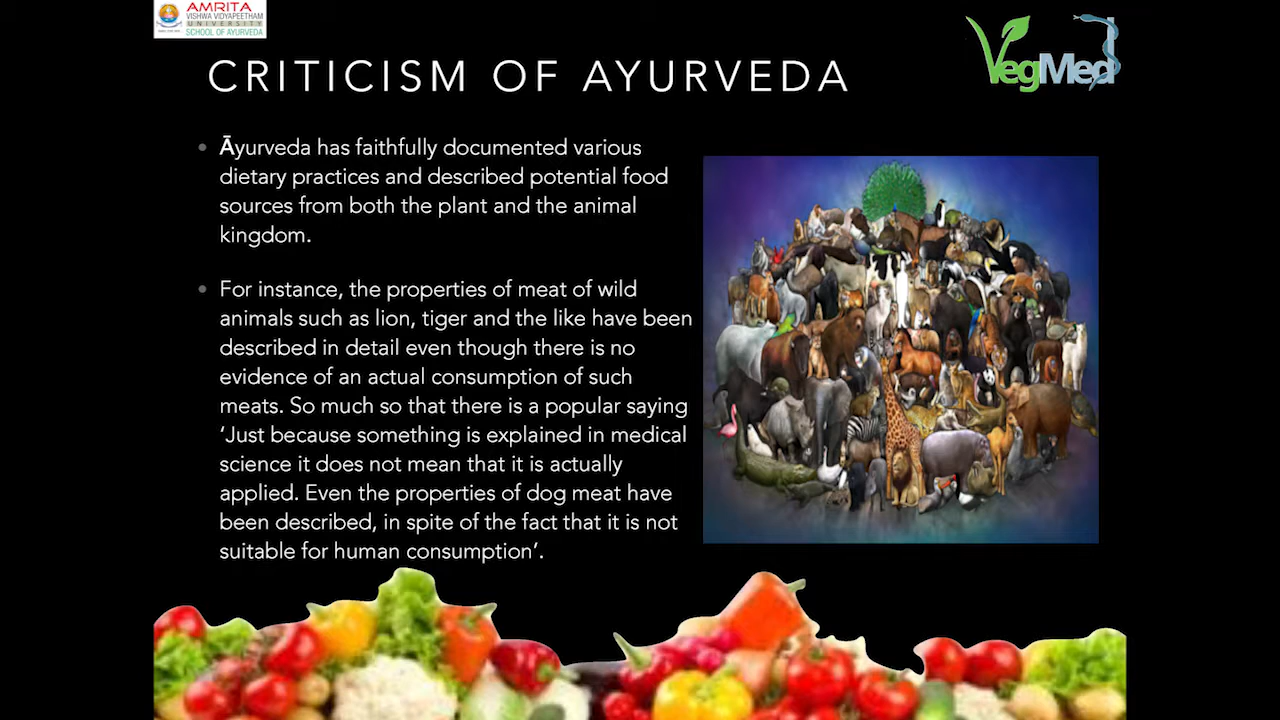 AMRITA
VISHWA VIDYAPEETHAM
UNIVERSITY
SCHOOL OF AYURVEDA
VegMed
CRITICISM OF AYURVEDA
• Āyurveda has faithfully documented various
dietary practices and described potential food
sources from both the plant and the animal
kingdom.
• For instance, the properties of meat of wild
animals such as lion, tiger and the like have been
described in detail even though there is no
evidence of an actual consumption of such
meats. So much so that there is a popular saying
‘Just because something is explained in medical
science it does not mean that it is actually
applied. Even the properties of dog meat have
been described, in spite of the fact that it is not
suitable for human consumption’.